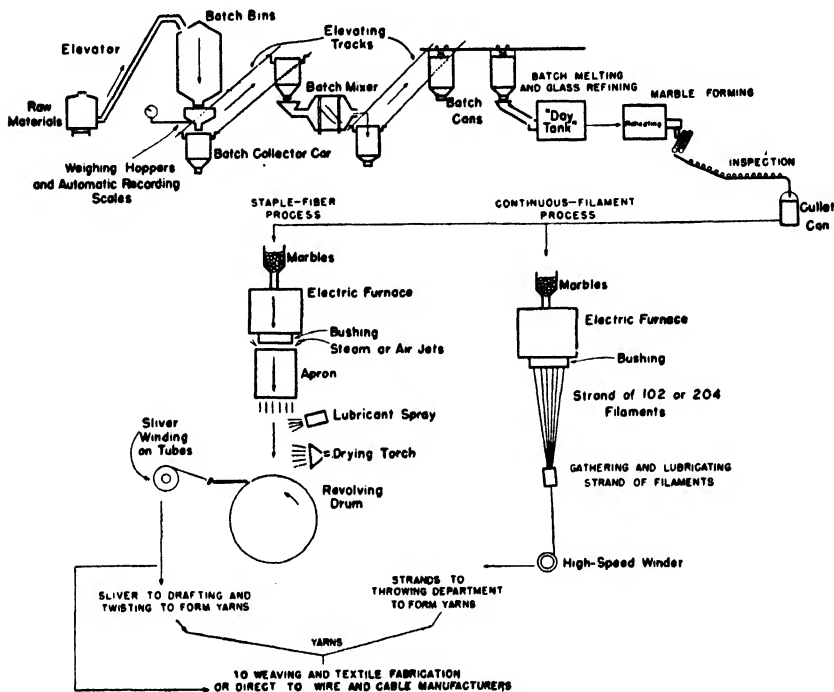 Batch Bins
Elevator
Elevating
Tracks
Raw
Materials
Batch Mixer
Batch
Cans
BATCH MELTING
AND GLASS REFINING
"Day
Tank"
MARBLE FORMING
Reheating
INSPECTION
Cullet
Can
Weighing Hoppers
and Automatic Recording
Scales
Batch Collector Car
STAPLE-FIBER
PROCESS
CONTINUOUS-FILAMENT
PROCESS
Marbles
Electric Furnace
Bushing
Steam or Air Jets
Apron
Lubricant Spray
Drying Torch
Sliver
Winding
on Tubes
Revolving
Drum
SLIVER TO DRAFTING AND
TWISTING TO FORM YARNS
Marbles
Electric Furnace
Bushing
Strand of 102 or 204
Filaments
GATHERING AND LUBRICATING
STRAND OF FILAMENTS
High-Speed Winder
STRANDS TO
THROWING DEPARTMENT
TO FORM YARNS
YARNS
TO WEAVING AND TEXTILE FABRICATION
OR DIRECT TO WIRE AND CABLE MANUFACTURERS